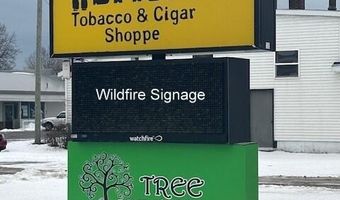 Tobacco & Cigar
Shoppe
Wildfire Signage
watchfire
TREE